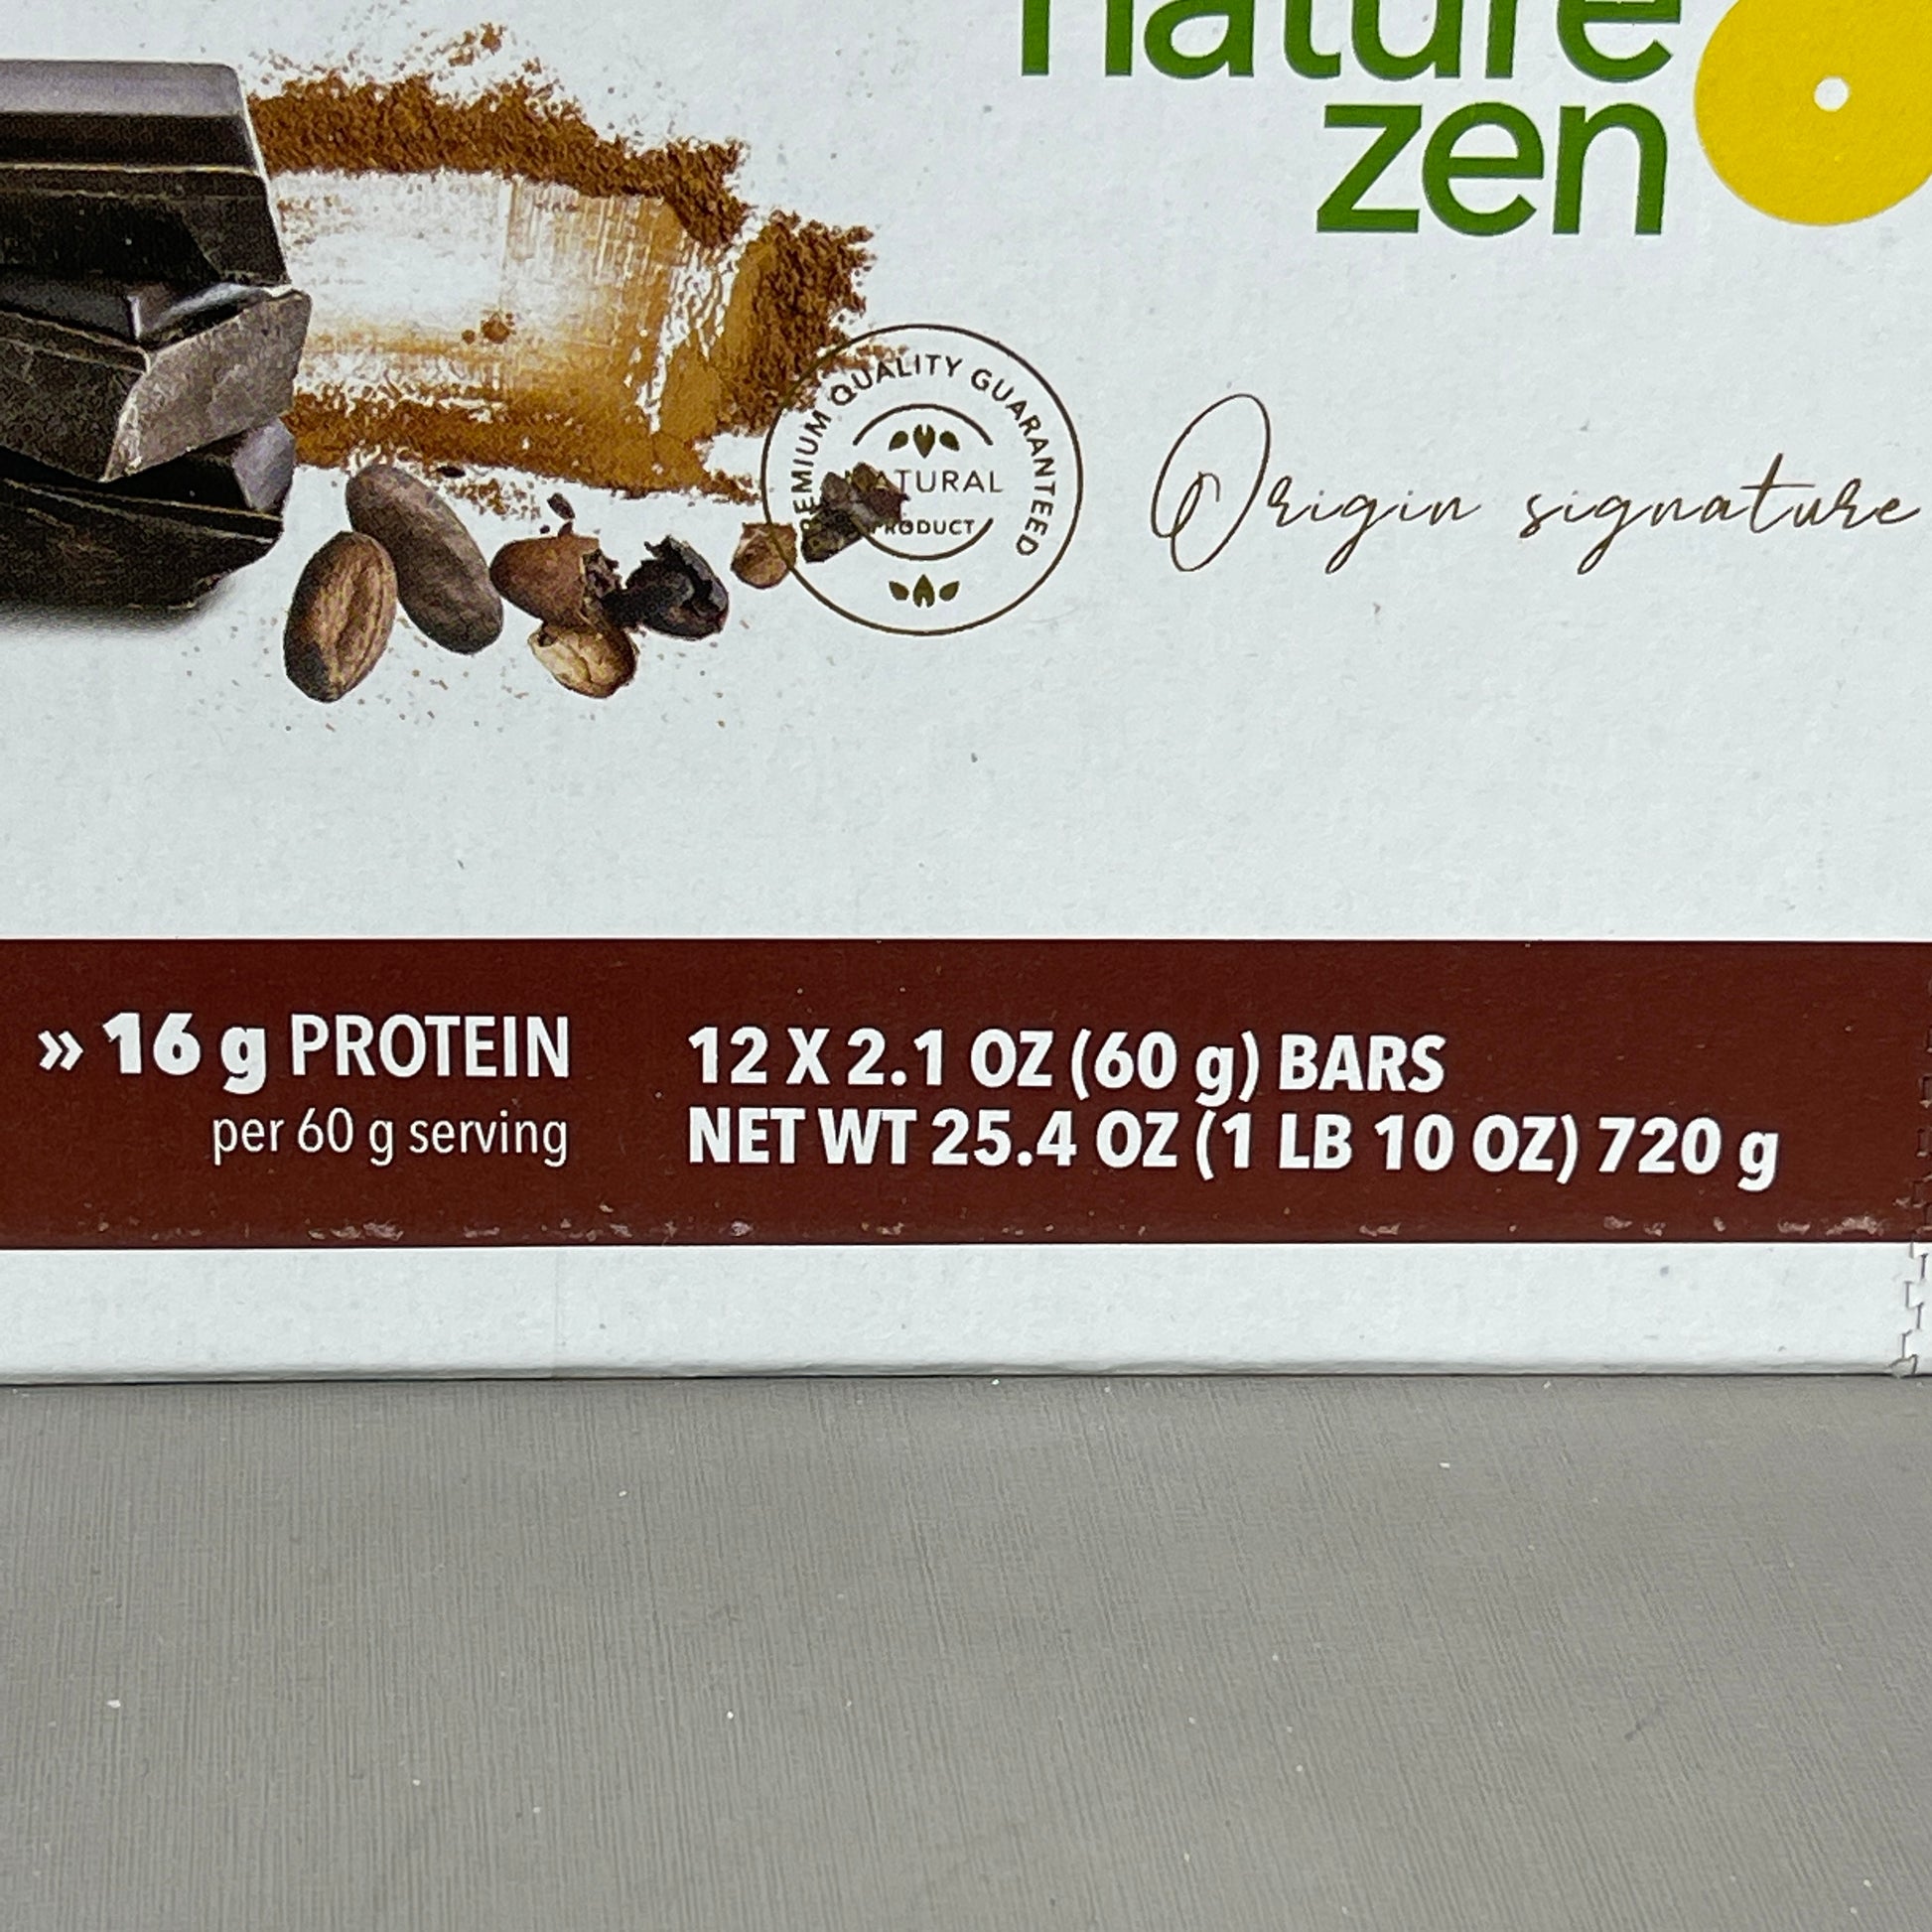 nature
zen
PREMIUM QUALITY GUARANTEED
NATURAL
PRODUCT
Origin signature
» 16 g PROTEIN
per 60 g serving
12 X 2.1 OZ (60 g) BARS
NET WT 25.4 OZ (1 LB 10 OZ) 720 g